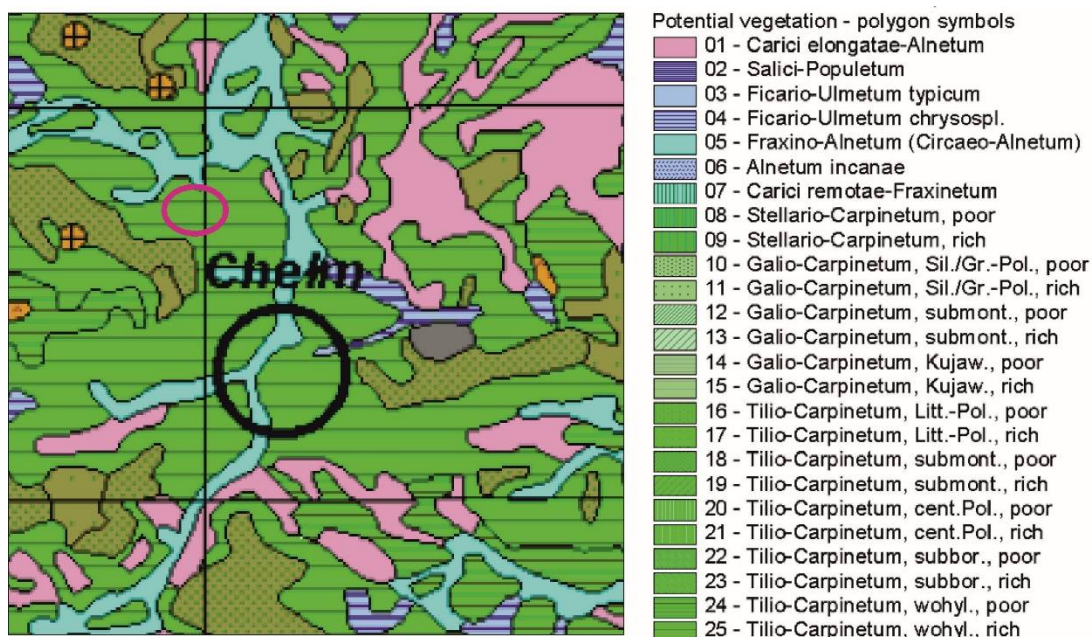 Chełm
Potential vegetation - polygon symbols
01 - Carici elongatae-Alnetum
02 - Salici-Populetum
03 - Ficario-Ulmetum typicum
04 - Ficario-Ulmetum chrysospl.
05 - Fraxino-Alnetum (Circaeo-Alnetum)
06 - Alnetum incanae
07 - Carici remotae-Fraxinetum
08 - Stellario-Carpinetum, poor
09 - Stellario-Carpinetum, rich
10 - Galio-Carpinetum, Sil./Gr.-Pol., poor
11 - Galio-Carpinetum, Sil./Gr.-Pol., rich
12 - Galio-Carpinetum, submont., poor
13 - Galio-Carpinetum, submont., rich
14 - Galio-Carpinetum, Kujaw., poor
15 - Galio-Carpinetum, Kujaw., rich
16 - Tilio-Carpinetum, Litt.-Pol., poor
17 - Tilio-Carpinetum, Litt.-Pol., rich
18 - Tilio-Carpinetum, submont., poor
19 - Tilio-Carpinetum, submont., rich
20 - Tilio-Carpinetum, cent.Pol., poor
21 - Tilio-Carpinetum, cent.Pol., rich
22 - Tilio-Carpinetum, subbor., poor
23 - Tilio-Carpinetum, subbor., rich
24 - Tilio-Carpinetum, wohyl., poor
25 - Tilio-Carpinetum, wohyl., rich